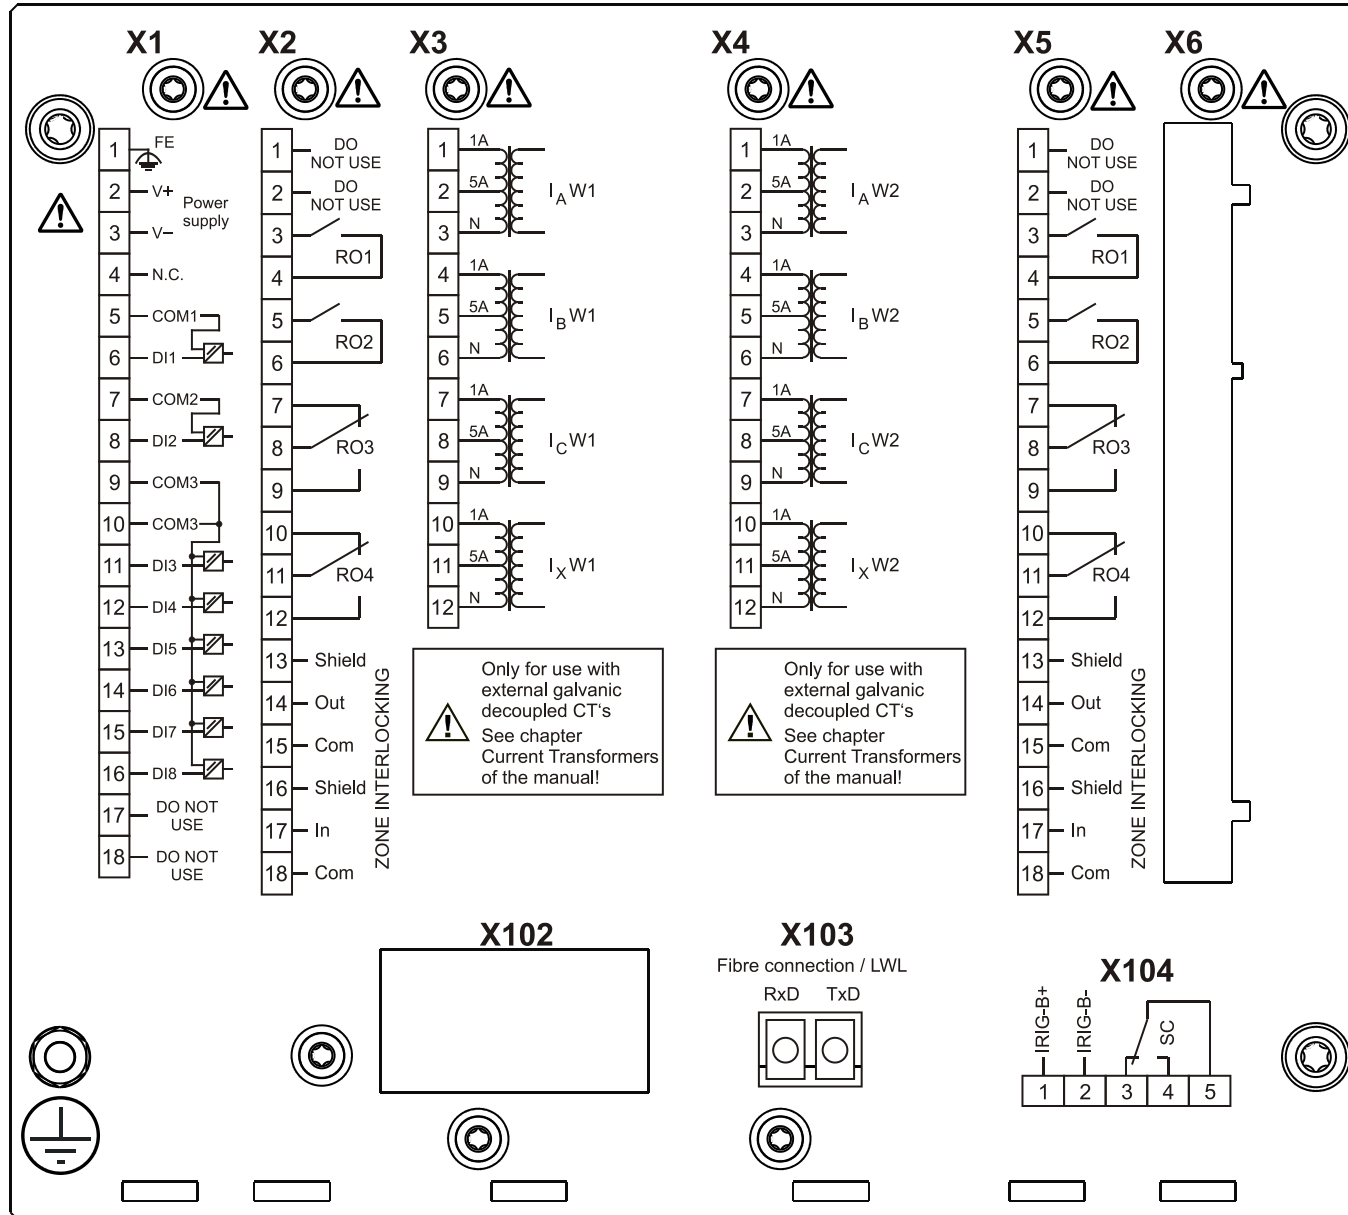 X1
X2
X3
X4
X5
X6
1
FE
2
V+
Power
supply
3
V–
4
N.C.
5
COM1
6
DI1
7
COM2
8
DI2
9
COM3
10
COM3
11
DI3
12
DI4
13
DI5
14
DI6
15
DI7
16
DI8
17
DO NOT
USE
18
DO NOT
USE
1
DO
NOT USE
2
DO
NOT USE
3
RO1
4
5
RO2
6
7
8
RO3
9
10
11
RO4
12
13
Shield
14
Out
15
Com
16
Shield
17
In
18
Com
ZONE INTERLOCKING
1
1A
2
5A
IA W1
3
N
4
1A
5
5A
IB W1
6
N
7
1A
8
5A
IC W1
9
N
10
1A
11
5A
IX W1
12
N
Only for use with
external galvanic
decoupled CT's
See chapter
Current Transformers
of the manual!
1
1A
2
5A
IA W2
3
N
4
1A
5
5A
IB W2
6
N
7
1A
8
5A
IC W2
9
N
10
1A
11
5A
IX W2
12
N
Only for use with
external galvanic
decoupled CT's
See chapter
Current Transformers
of the manual!
1
DO
NOT USE
2
DO
NOT USE
3
RO1
4
5
RO2
6
7
8
RO3
9
10
11
RO4
12
13
Shield
14
Out
15
Com
16
Shield
17
In
18
Com
ZONE INTERLOCKING
X102
X103
Fibre connection / LWL
RxD TxD
X104
IRIG-B+
IRIG-B-
SC
1 2 3 4 5